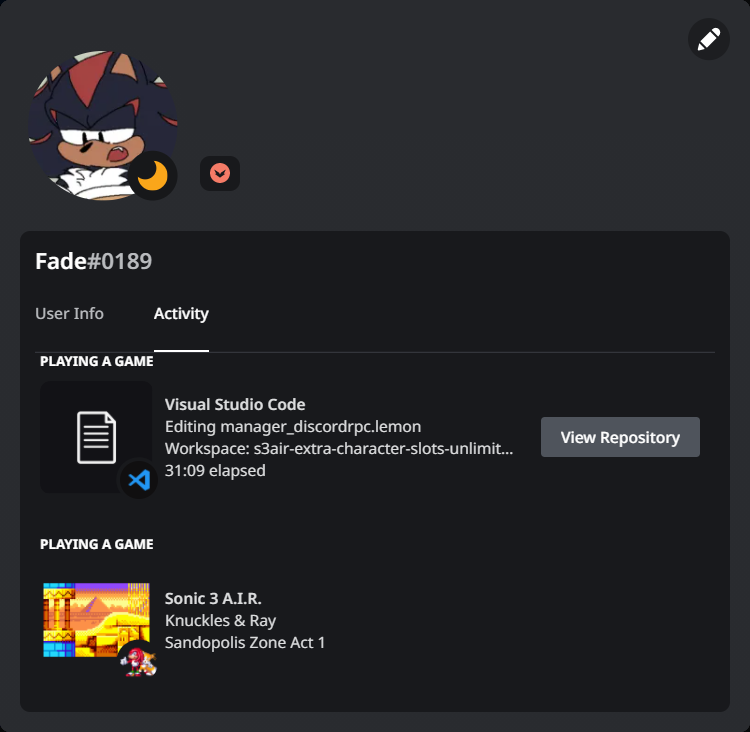 Fade#0189
User Info
Activity
PLAYING A GAME
Visual Studio Code
Editing manager_discordrpc.lemon
Workspace: s3air-extra-character-slots-unlimit...
31:09 elapsed
View Repository
PLAYING A GAME
Sonic 3 A.I.R.
Knuckles & Ray
Sandopolis Zone Act 1